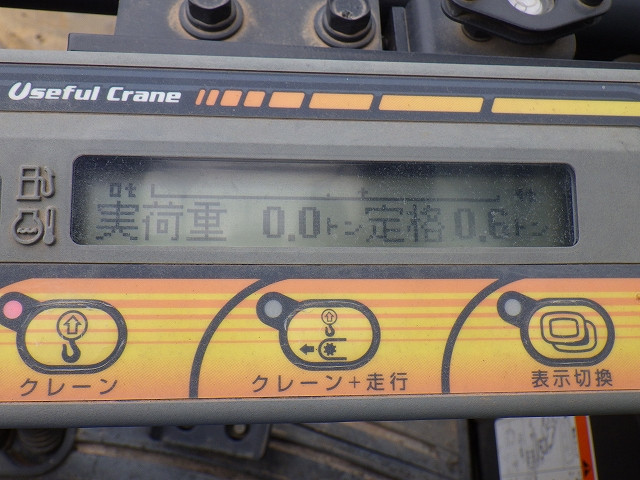 Useful Crane
0t
実荷重 0.0トン 定格 0.6トン
クレーン
クレーン+走行
表示切換